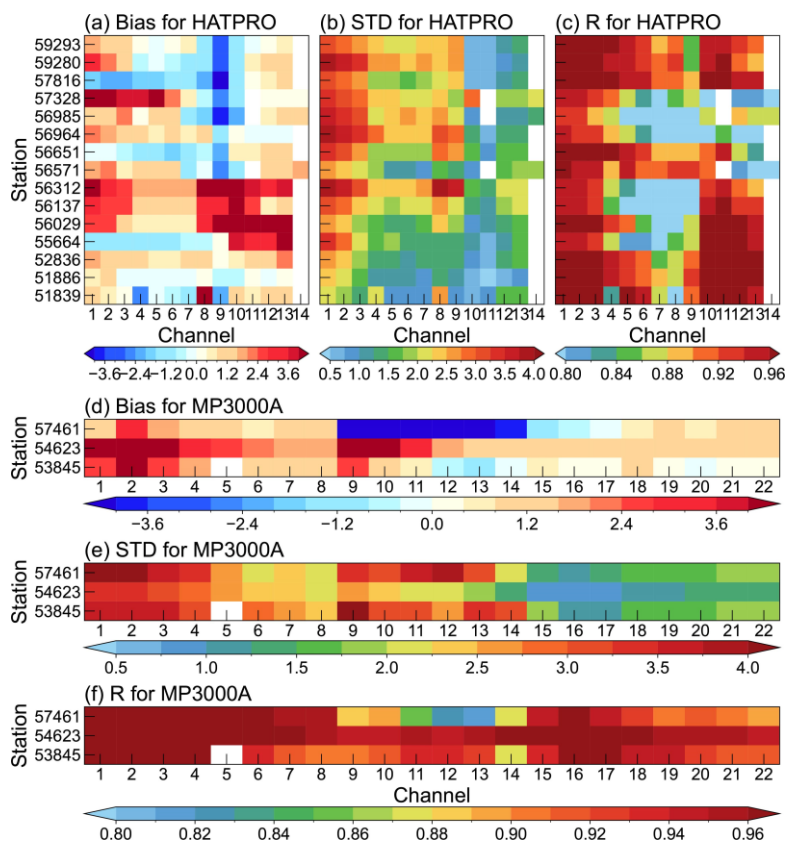 (a) Bias for HATPRO (b) STD for HATPRO (c) R for HATPRO
Station
59293
59280
57816
57328
56985
56964
56651
56571
56312
56137
56029
55664
52836
51886
51839
1 2 3 4 5 6 7 8 9 10 11 12 13 14 1 2 3 4 5 6 7 8 9 10 11 12 13 14 1 2 3 4 5 6 7 8 9 10 11 12 13 14
Channel Channel Channel
−3.6 −2.4 −1.2 0.0 1.2 2.4 3.6 0.5 1.0 1.5 2.0 2.5 3.0 3.5 4.0 0.80 0.84 0.88 0.92 0.96
(d) Bias for MP3000A
Station
57461
54623
53845
1 2 3 4 5 6 7 8 9 10 11 12 13 14 15 16 17 18 19 20 21 22
−3.6 −2.4 −1.2 0.0 1.2 2.4 3.6
(e) STD for MP3000A
Station
57461
54623
53845
1 2 3 4 5 6 7 8 9 10 11 12 13 14 15 16 17 18 19 20 21 22
0.5 1.0 1.5 2.0 2.5 3.0 3.5 4.0
(f) R for MP3000A
Station
57461
54623
53845
1 2 3 4 5 6 7 8 9 10 11 12 13 14 15 16 17 18 19 20 21 22
Channel
0.80 0.82 0.84 0.86 0.88 0.90 0.92 0.94 0.96